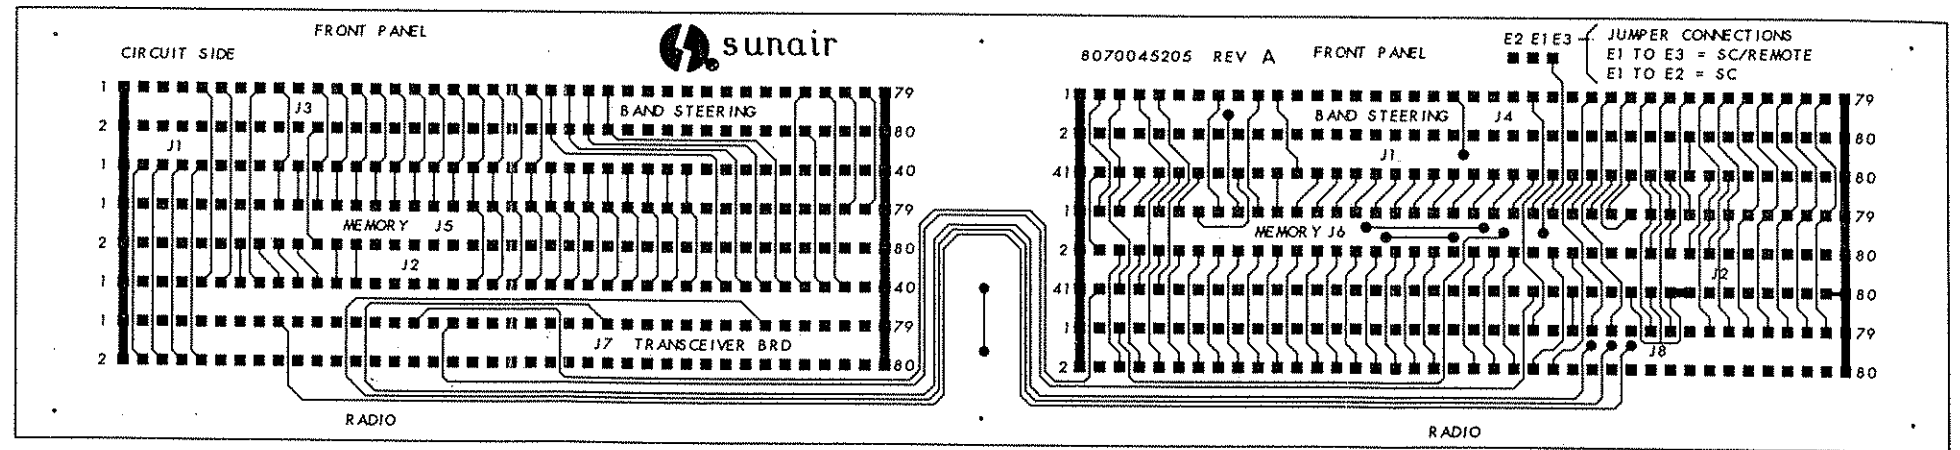 FRONT PANEL
sunair
CIRCUIT SIDE
1 79
J3
BAND STEERING
2 80
J1
1 40
1 79
MEMORY J5
2 80
J2
1 40
1 79
J7 TRANSCEIVER BRD
2 80
RADIO
8070045205 REV A FRONT PANEL
E2 E1 E3
JUMPER CONNECTIONS
E1 TO E3 = SC/REMOTE
E1 TO E2 = SC
1 79
BAND STEERING J4
2 80
J1
41 80
1 79
MEMORY J6
2 80
J2
41 80
1 79
J8
2 80
RADIO